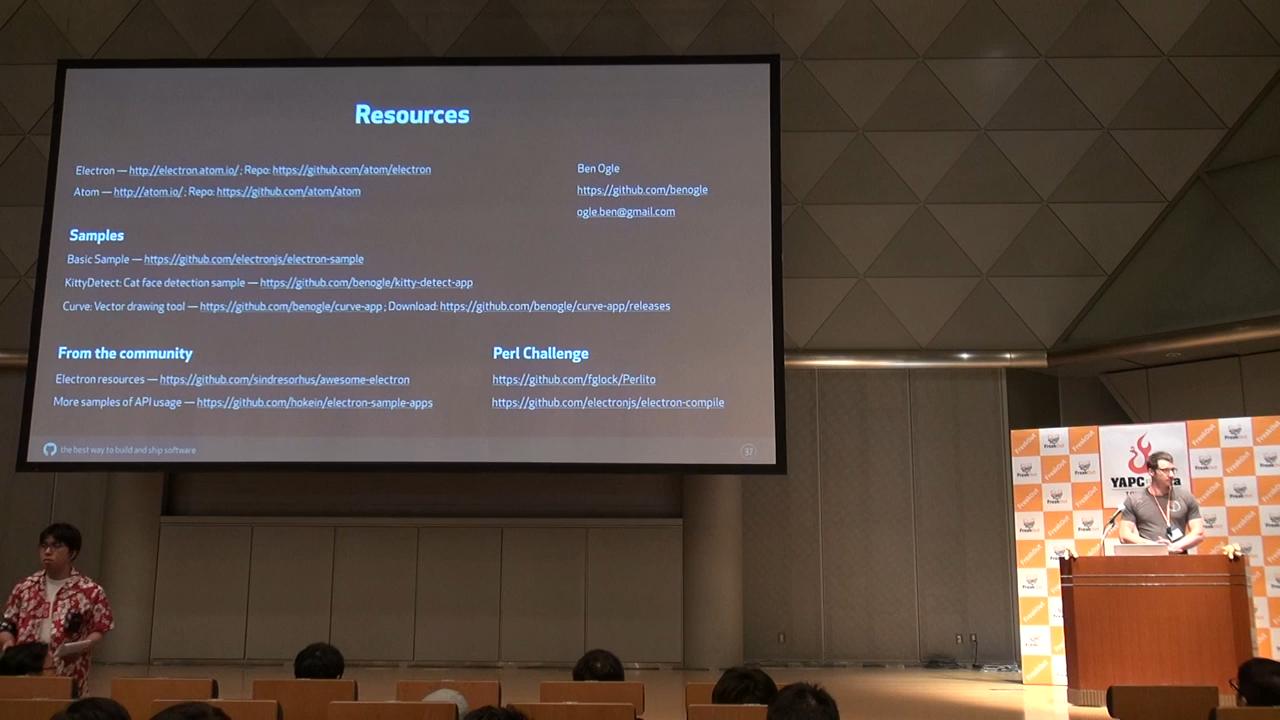 Resources
Electron — http://electron.atom.io/ ; Repo: https://github.com/atom/electron
Atom — http://atom.io/ ; Repo: https://github.com/atom/atom
Ben Ogle
https://github.com/benogle
ogle.ben@gmail.com
Samples
Basic Sample — https://github.com/electronjs/electron-sample
KittyDetect: Cat face detection sample — https://github.com/benogle/kitty-detect-app
Curve: Vector drawing tool — https://github.com/benogle/curve-app ; Download: https://github.com/benogle/curve-app/releases
From the community
Electron resources — https://github.com/sindresorhus/awesome-electron
More samples of API usage — https://github.com/hokein/electron-sample-apps
Perl Challenge
https://github.com/fglock/Perlito
https://github.com/electronjs/electron-compile
the best way to build and ship software
37
FreakOut
YAPC